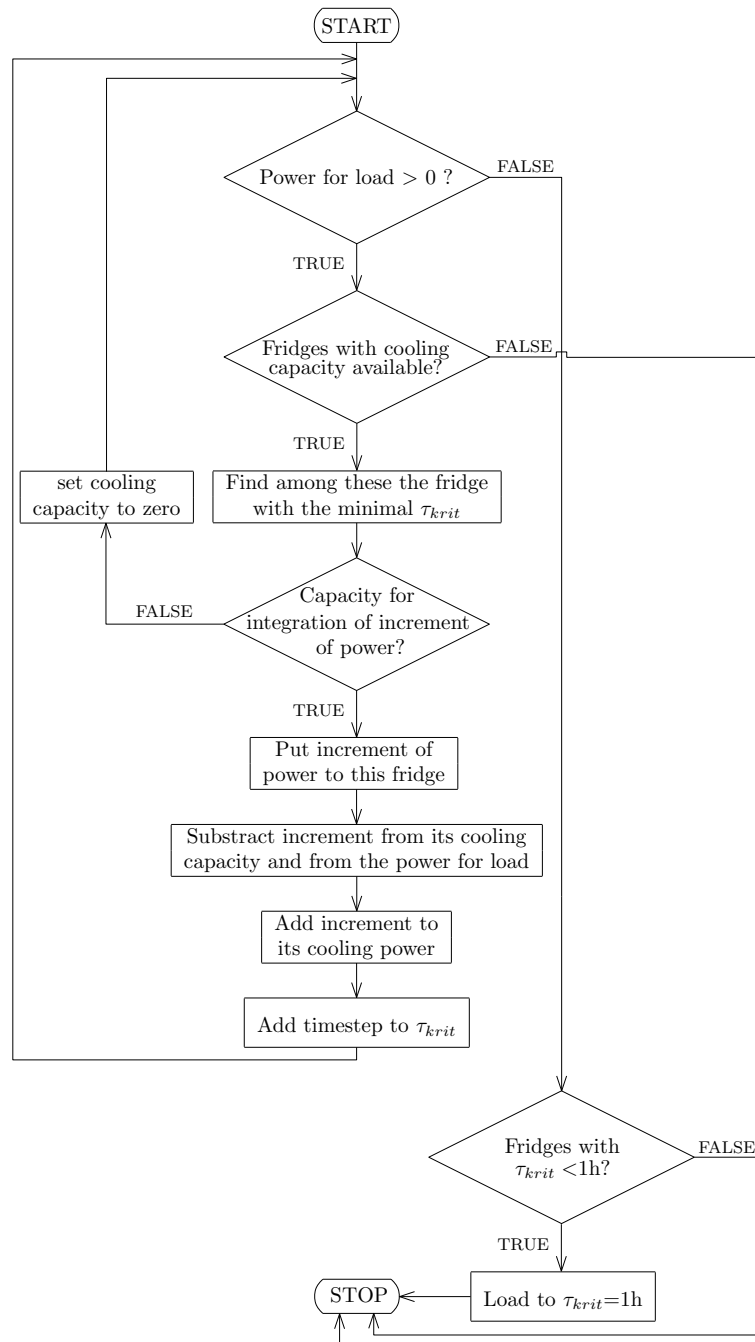 START
Power for load > 0 ?
FALSE
TRUE
Fridges with cooling
capacity available?
FALSE
TRUE
set cooling
capacity to zero
Find among these the fridge
with the minimal τkrit
Capacity for
integration of increment
of power?
FALSE
TRUE
Put increment of
power to this fridge
Substract increment from its cooling
capacity and from the power for load
Add increment to
its cooling power
Add timestep to τkrit
Fridges with
τkrit <1h?
FALSE
TRUE
STOP
Load to τkrit=1h